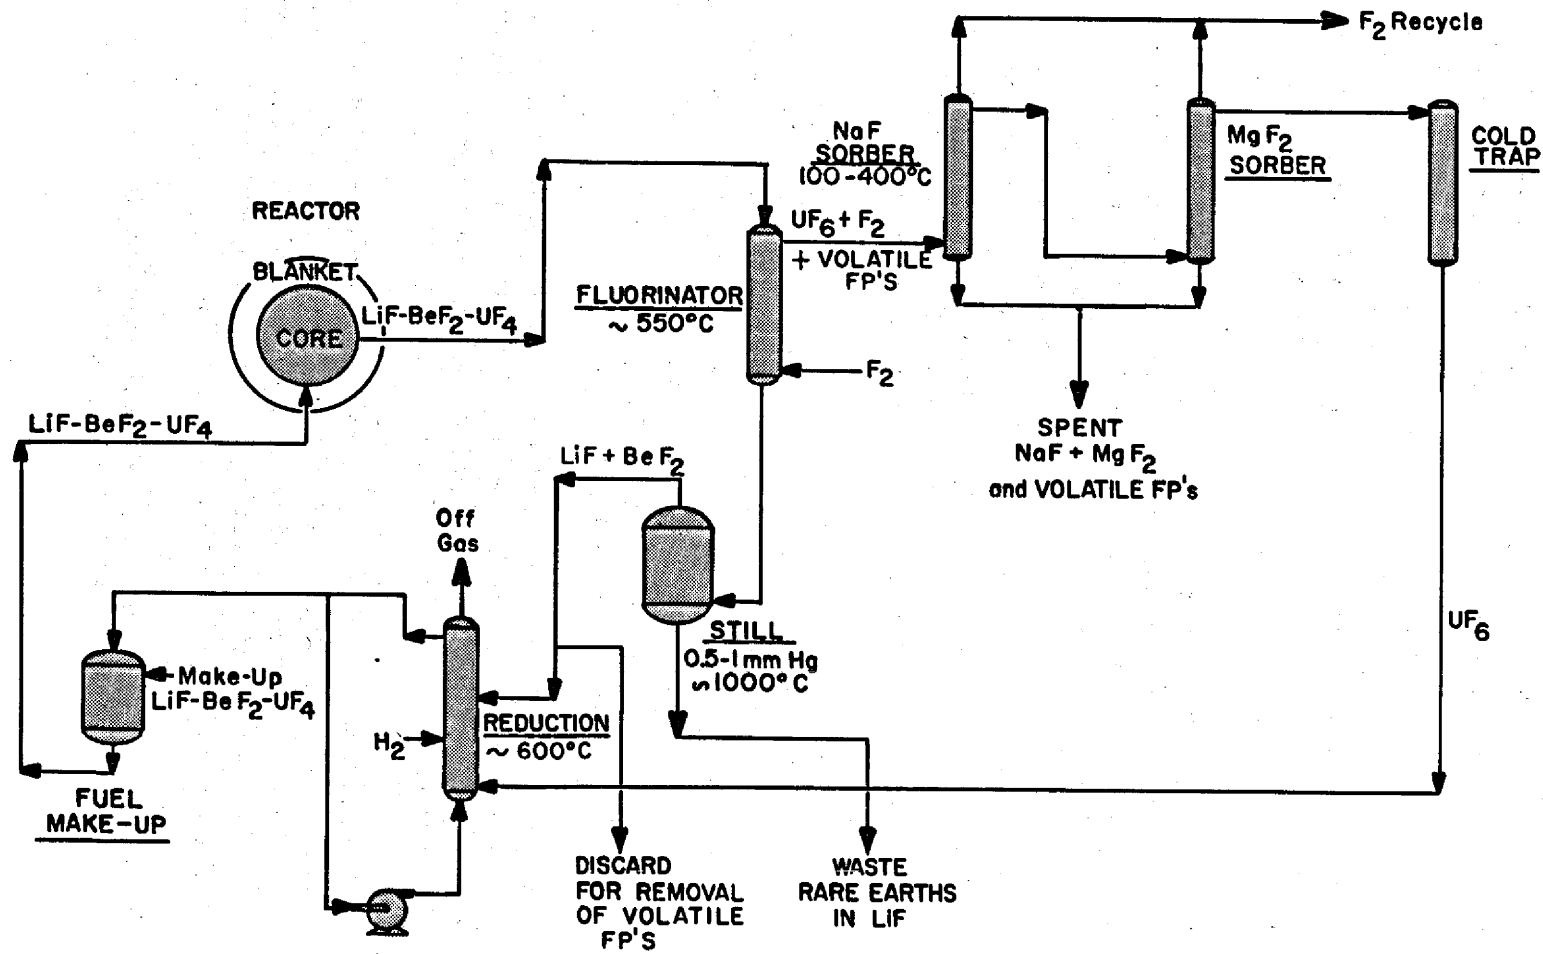 F2 Recycle
NaF
SORBER
100-400°C
MgF2
SORBER
COLD
TRAP
REACTOR
BLANKET
CORE
LiF-BeF2-UF4
FLUORINATOR
~ 550°C
UF6 + F2
+ VOLATILE
FP'S
F2
SPENT
NaF + MgF2
and VOLATILE FP's
LiF-BeF2-UF4
LiF + BeF2
Off
Gas
STILL
0.5-1mm Hg
~1000°C
UF6
Make-Up
LiF-BeF2-UF4
H2
REDUCTION
~ 600°C
FUEL
MAKE-UP
DISCARD
FOR REMOVAL
OF VOLATILE
FP'S
WASTE
RARE EARTHS
IN LiF